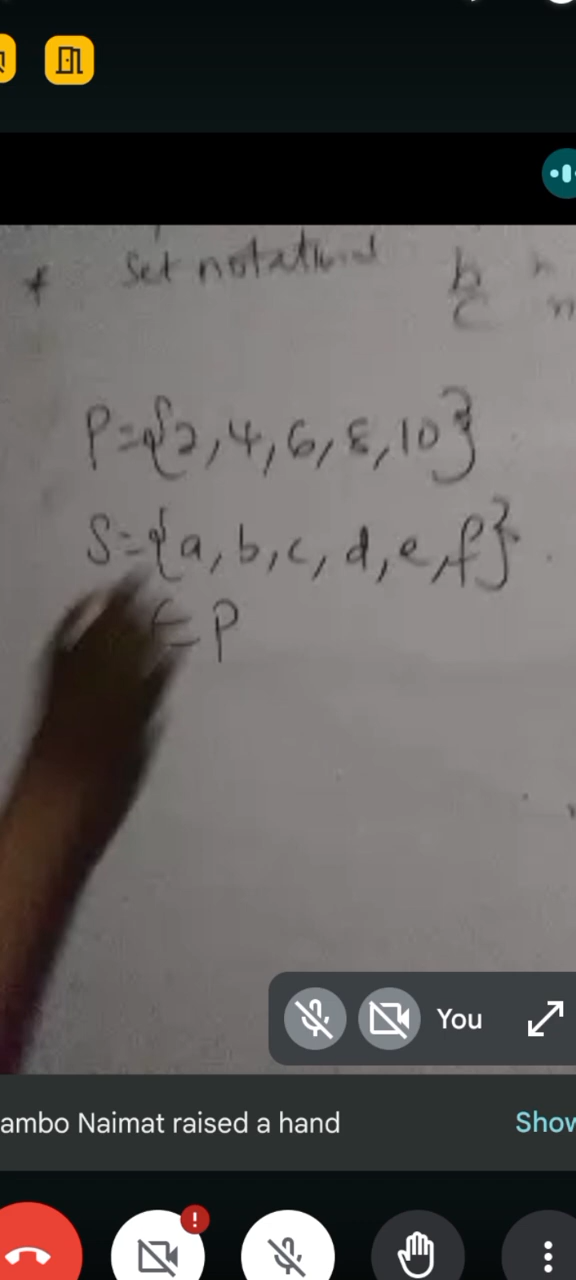 * Set notation
b
c
P={2,4,6,8,10}
S={a,b,c,d,e,f}.
∈ P
You
ambo Naimat raised a hand
Show
!